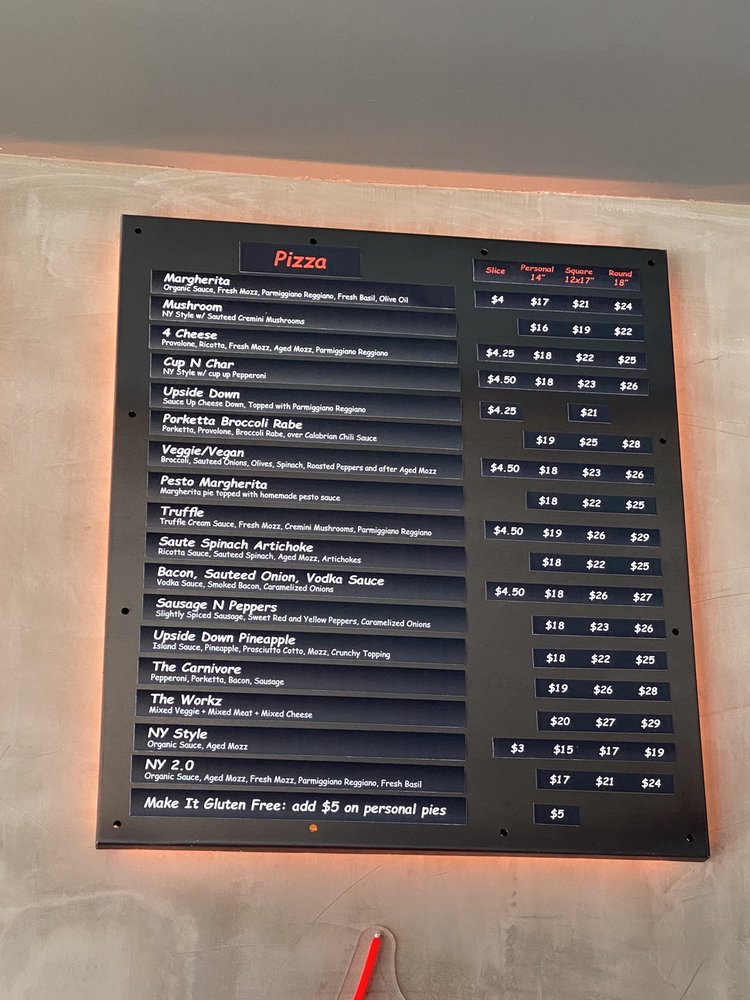 Pizza
Slice Personal 14" Square 12x17" Round 18"
Margherita $4 $17 $21 $24
Organic Sauce, Fresh Mozz, Parmiggiano Reggiano, Fresh Basil, Olive Oil
Mushroom $16 $19 $22
NY Style w/ Sauteed Cremini Mushrooms
4 Cheese $4.25 $18 $22 $25
Provolone, Ricotta, Fresh Mozz, Aged Mozz, Parmiggiano Reggiano
Cup N Char $4.50 $18 $23 $26
NY Style w/ cup up Pepperoni
Upside Down $4.25 $21
Sauce Up Cheese Down, Topped with Parmiggiano Reggiano
Porketta Broccoli Rabe $19 $25 $28
Porketta, Provolone, Broccoli Rabe, over Calabrian Chili Sauce
Veggie/Vegan $4.50 $18 $23 $26
Broccoli, Sauteed Onions, Olives, Spinach, Roasted Peppers and after Aged Mozz
Pesto Margherita $18 $22 $25
Margherita pie topped with homemade pesto sauce
Truffle $4.50 $19 $26 $29
Truffle Cream Sauce, Fresh Mozz, Cremini Mushrooms, Parmiggiano Reggiano
Saute Spinach Artichoke $18 $22 $25
Ricotta Sauce, Sauteed Spinach, Aged Mozz, Artichokes
Bacon, Sauteed Onion, Vodka Sauce $4.50 $18 $26 $27
Vodka Sauce, Smoked Bacon, Caramelized Onions
Sausage N Peppers $18 $23 $26
Slightly Spiced Sausage, Sweet Red and Yellow Peppers, Caramelized Onions
Upside Down Pineapple $18 $22 $25
Island Sauce, Pineapple, Prosciutto Cotto, Mozz, Crunchy Topping
The Carnivore $19 $26 $28
Pepperoni, Porketta, Bacon, Sausage
The Workz $20 $27 $29
Mixed Veggie + Mixed Meat + Mixed Cheese
NY Style $3 $15 $17 $19
Organic Sauce, Aged Mozz
NY 2.0 $17 $21 $24
Organic Sauce, Aged Mozz, Fresh Mozz, Parmiggiano Reggiano, Fresh Basil
Make It Gluten Free: add $5 on personal pies $5